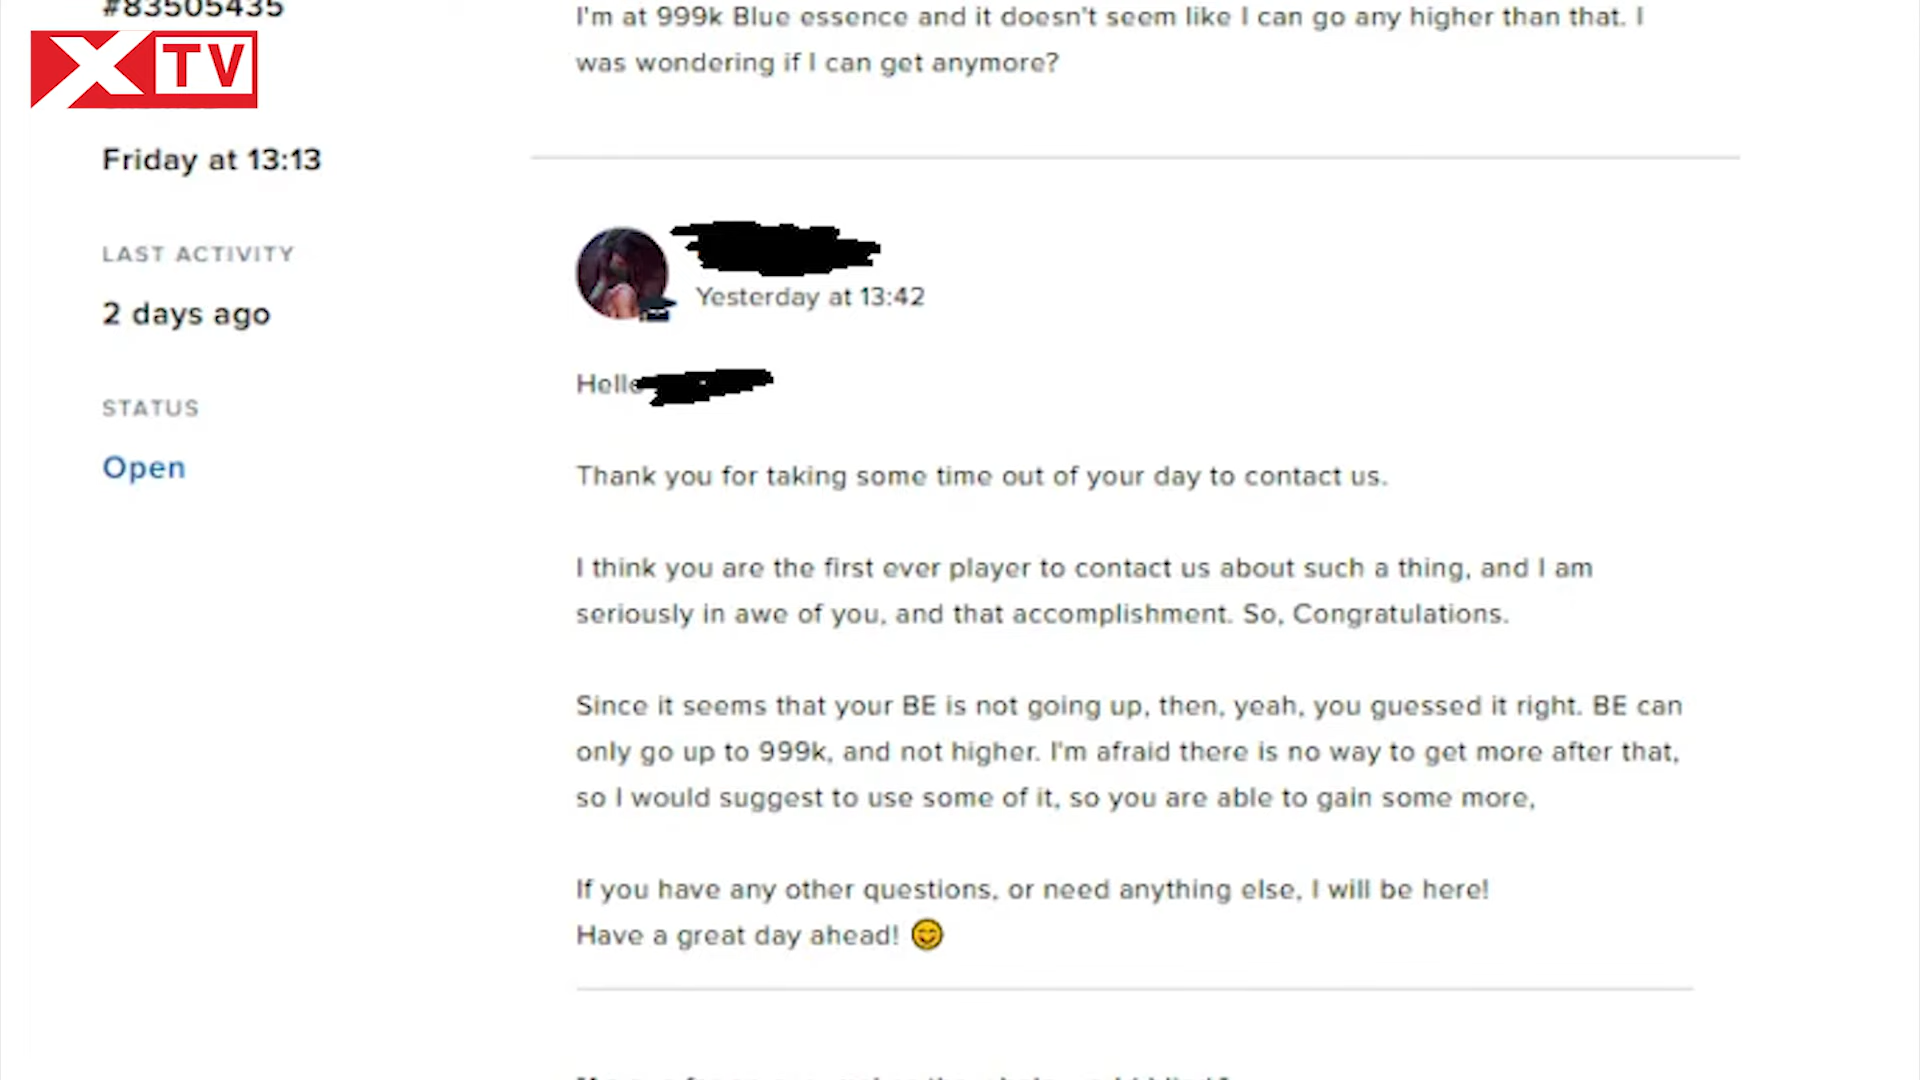 #83505435
I'm at 999k Blue essence and it doesn't seem like I can go any higher than that. I
was wondering if I can get anymore?
XTV
Friday at 13:13
LAST ACTIVITY
2 days ago
STATUS
Open
Yesterday at 13:42
Hello
Thank you for taking some time out of your day to contact us.
I think you are the first ever player to contact us about such a thing, and I am
seriously in awe of you, and that accomplishment. So, Congratulations.
Since it seems that your BE is not going up, then, yeah, you guessed it right. BE can
only go up to 999k, and not higher. I'm afraid there is no way to get more after that,
so I would suggest to use some of it, so you are able to gain some more,
If you have any other questions, or need anything else, I will be here!
Have a great day ahead! 😊